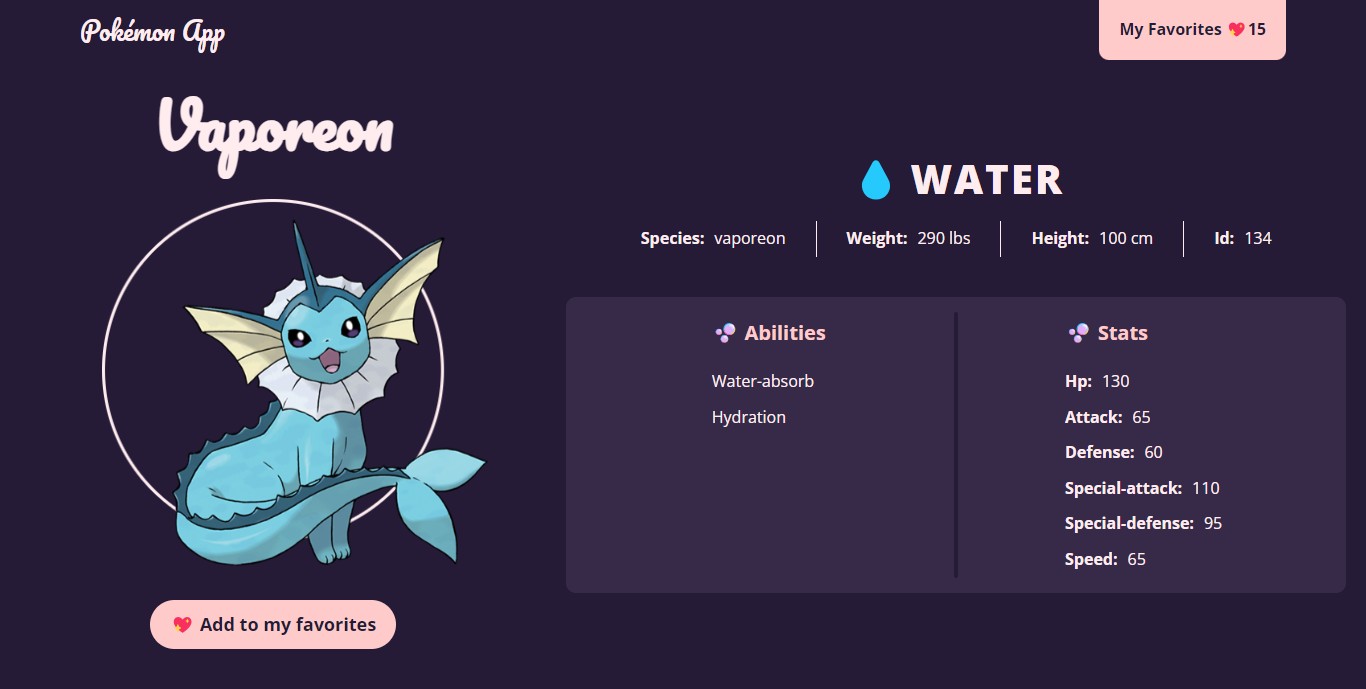 Pokémon App
My Favorites 💖15
Vaporeon
WATER
Species: vaporeon
Weight: 290 lbs
Height: 100 cm
Id: 134
Abilities
Water-absorb
Hydration
Stats
Hp: 130
Attack: 65
Defense: 60
Special-attack: 110
Special-defense: 95
Speed: 65
💖 Add to my favorites